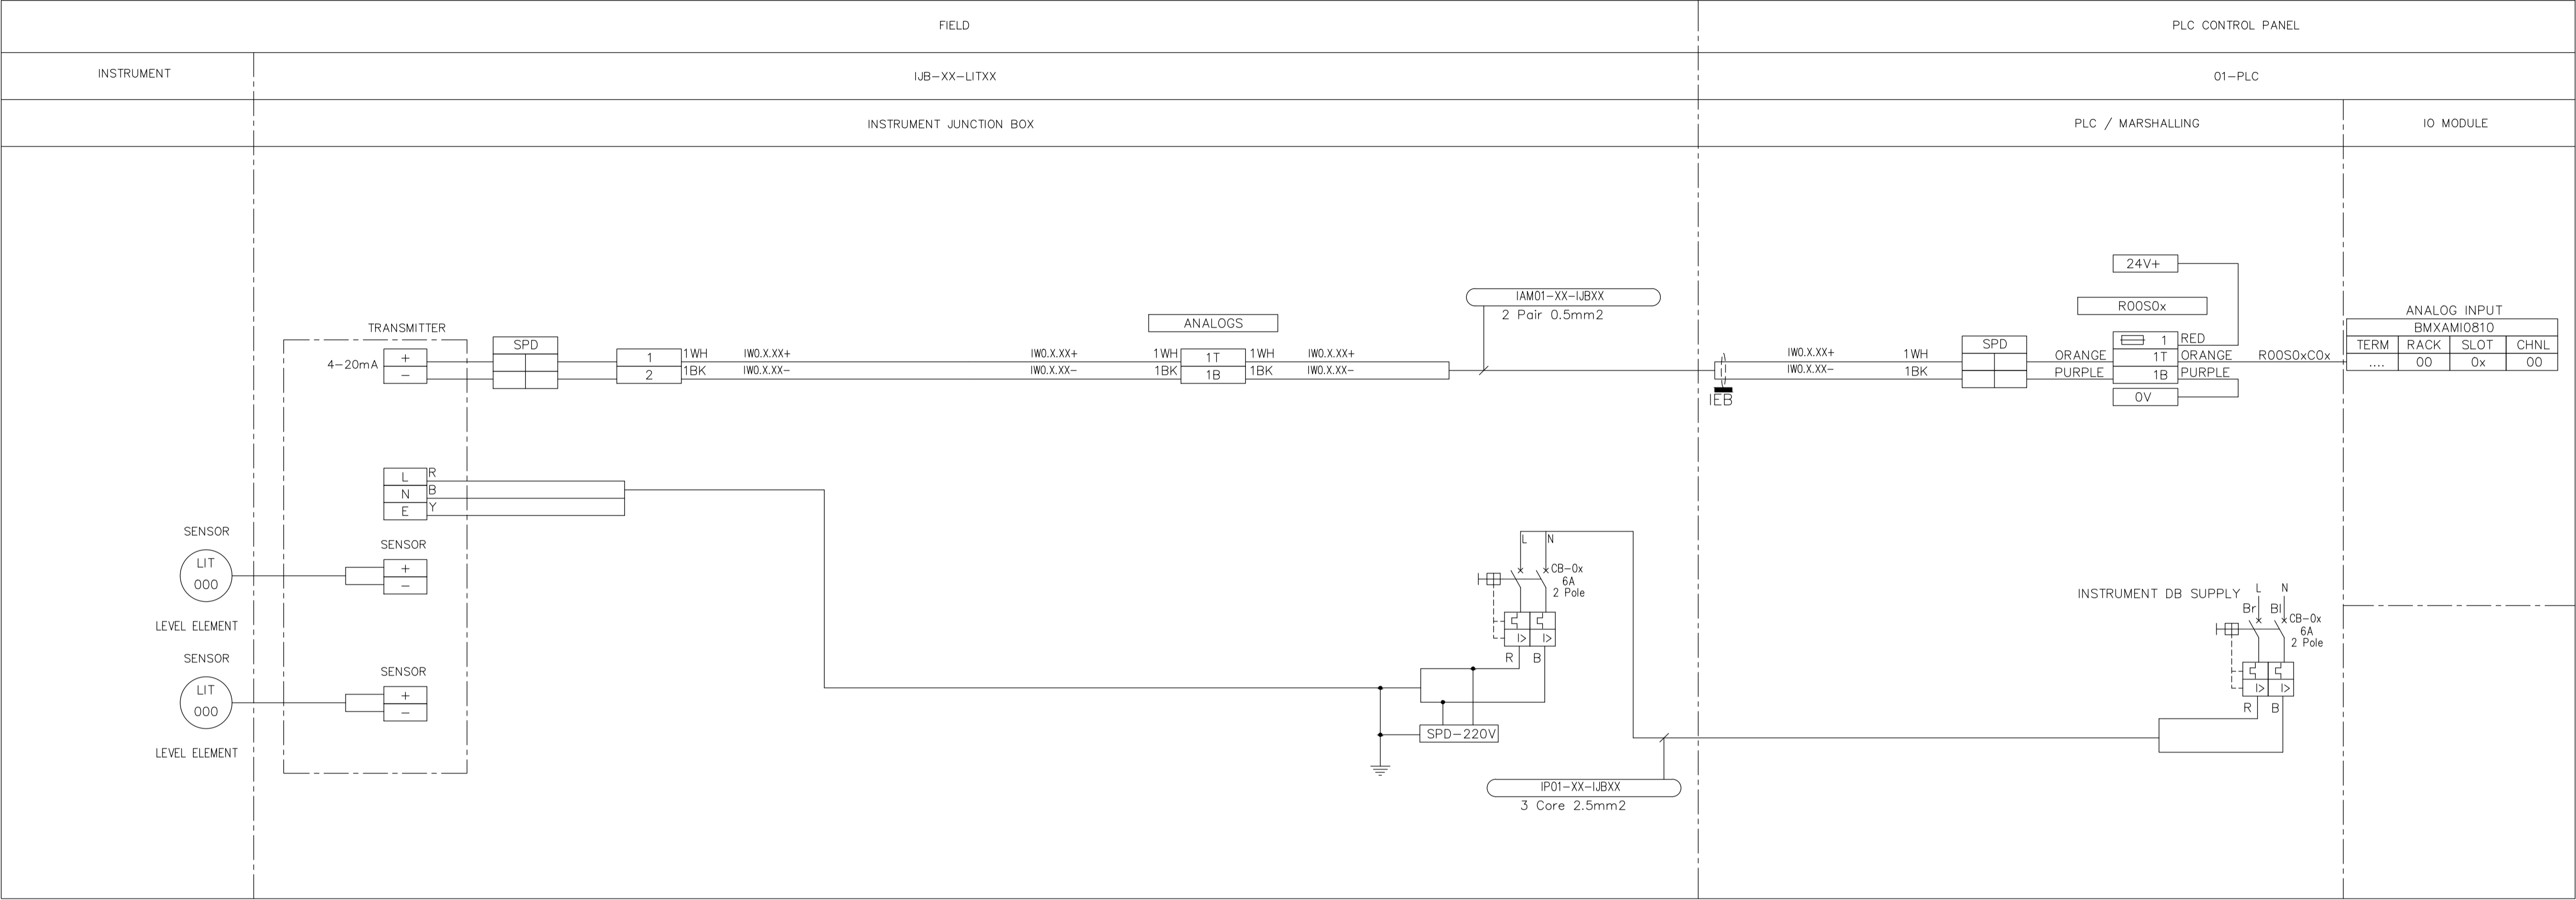 FIELD
PLC CONTROL PANEL
INSTRUMENT
IJB-XX-LITXX
01-PLC
INSTRUMENT JUNCTION BOX
PLC / MARSHALLING
IO MODULE
TRANSMITTER
4-20mA
+
-
SPD
1
2
1WH
1BK
IW0.X.XX+
IW0.X.XX-
IW0.X.XX+
IW0.X.XX-
ANALOGS
1WH
1BK
1T
1B
1WH
1BK
IW0.X.XX+
IW0.X.XX-
IAM01-XX-IJBXX
2 Pair 0.5mm2
IEB
IW0.X.XX+
IW0.X.XX-
1WH
1BK
SPD
ORANGE
PURPLE
24V+
R00S0x
1
1T
1B
0V
RED
ORANGE
PURPLE
R00S0xC0x
ANALOG INPUT
BMXAMI0810
TERM RACK SLOT CHNL
.... 00 0x 00
L R
N B
E Y
SENSOR
LIT
000
LEVEL ELEMENT
SENSOR
+
-
SENSOR
LIT
000
LEVEL ELEMENT
SENSOR
+
-
L N
CB-0x
6A
2 Pole
I> I>
R B
SPD-220V
IP01-XX-IJBXX
3 Core 2.5mm2
INSTRUMENT DB SUPPLY
L N
Br Bl
CB-0x
6A
2 Pole
I> I>
R B